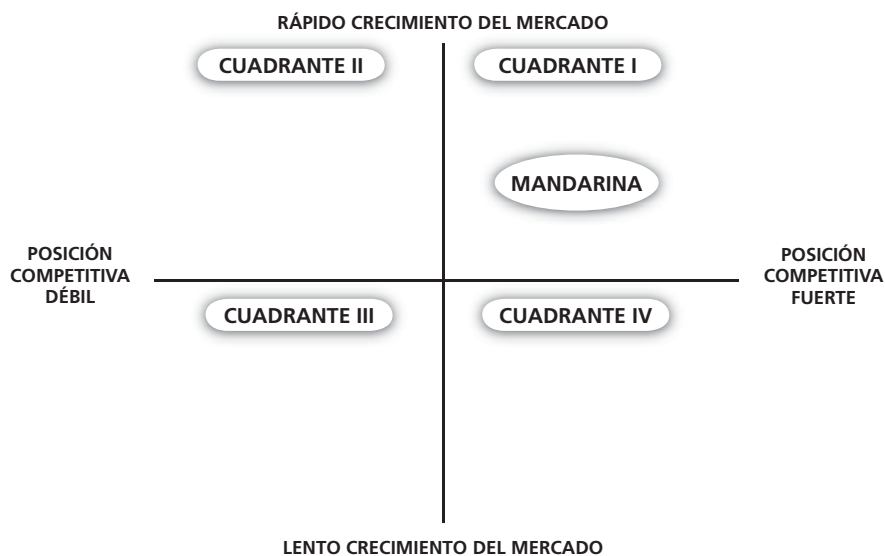 RÁPIDO CRECIMIENTO DEL MERCADO
CUADRANTE II
CUADRANTE I
MANDARINA
POSICIÓN
COMPETITIVA
DÉBIL
POSICIÓN
COMPETITIVA
FUERTE
CUADRANTE III
CUADRANTE IV
LENTO CRECIMIENTO DEL MERCADO